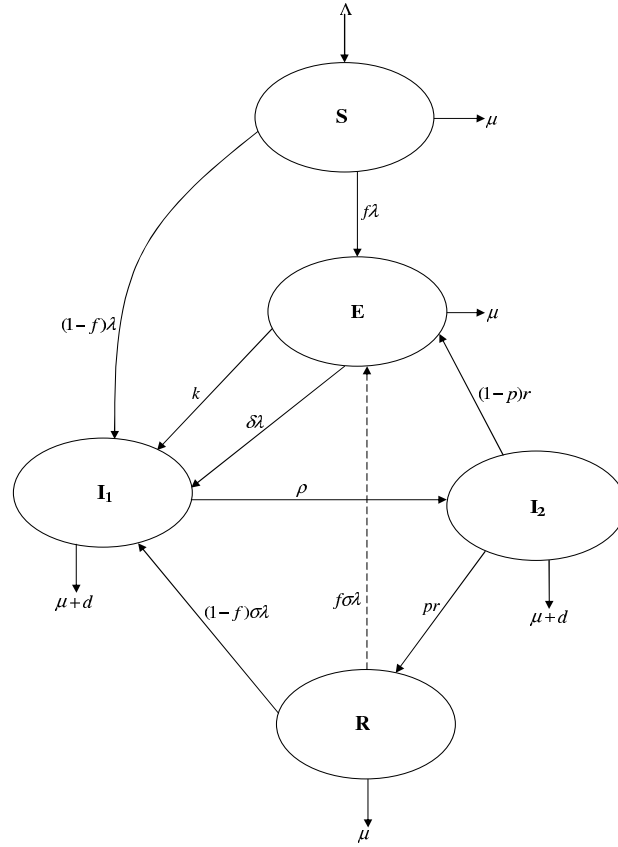 Λ
S
μ
fλ
E
μ
(1−f)λ
k
(1−p)r
δλ
I₁
ρ
I₂
μ+d
(1−f)σλ
fσλ
pr
μ+d
R
μ